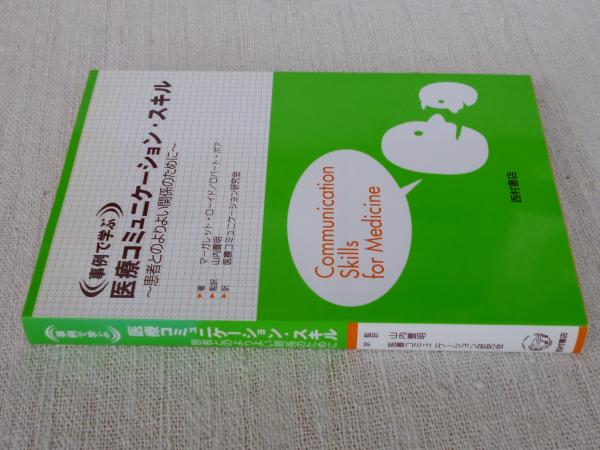 事例で学ぶ
医療コミュニケーション・スキル
～患者とのよりよい関係のために～
著 マーガレット・ロイド/ロバート・ボア
監訳 山内豊明
訳 医療コミュニケーション研究会
Communication
Skills
for Medicine
西村書店
事例で学ぶ
医療コミュニケーション・スキル
患者とのよりよい関係のために
監訳 山内豊明
訳 医療コミュニケーション研究会
西村書店